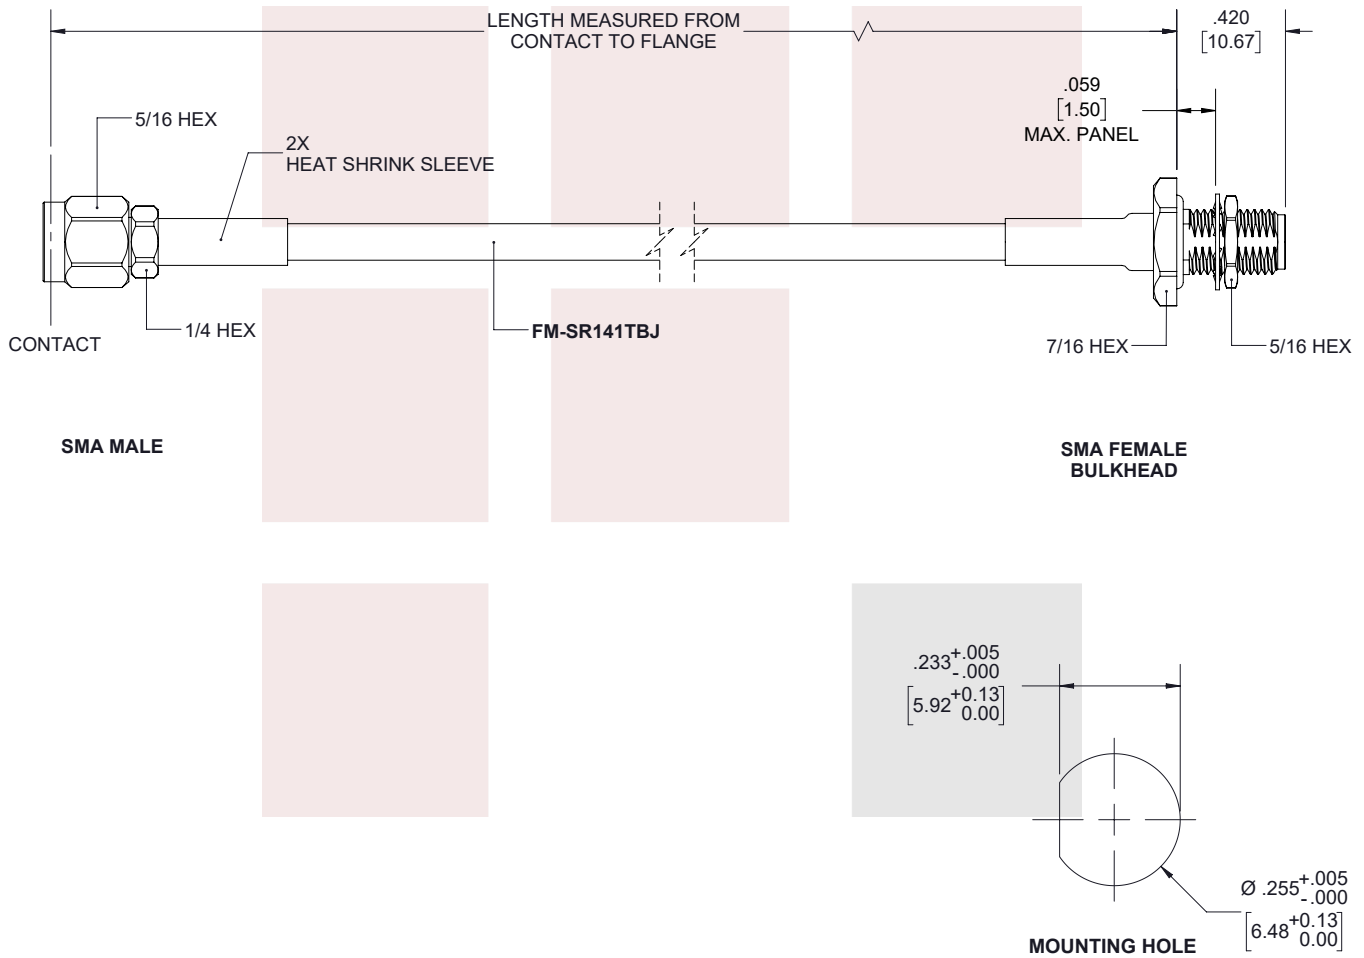 LENGTH MEASURED FROM
CONTACT TO FLANGE
.420
[10.67]
.059
[1.50]
MAX. PANEL
5/16 HEX
2X
HEAT SHRINK SLEEVE
1/4 HEX
CONTACT
FM-SR141TBJ
7/16 HEX
5/16 HEX
SMA MALE
SMA FEMALE
BULKHEAD
.233 +.005
-.000
[5.92 +0.13
0.00]
Ø .255 +.005
-.000
[6.48 +0.13
0.00]
MOUNTING HOLE